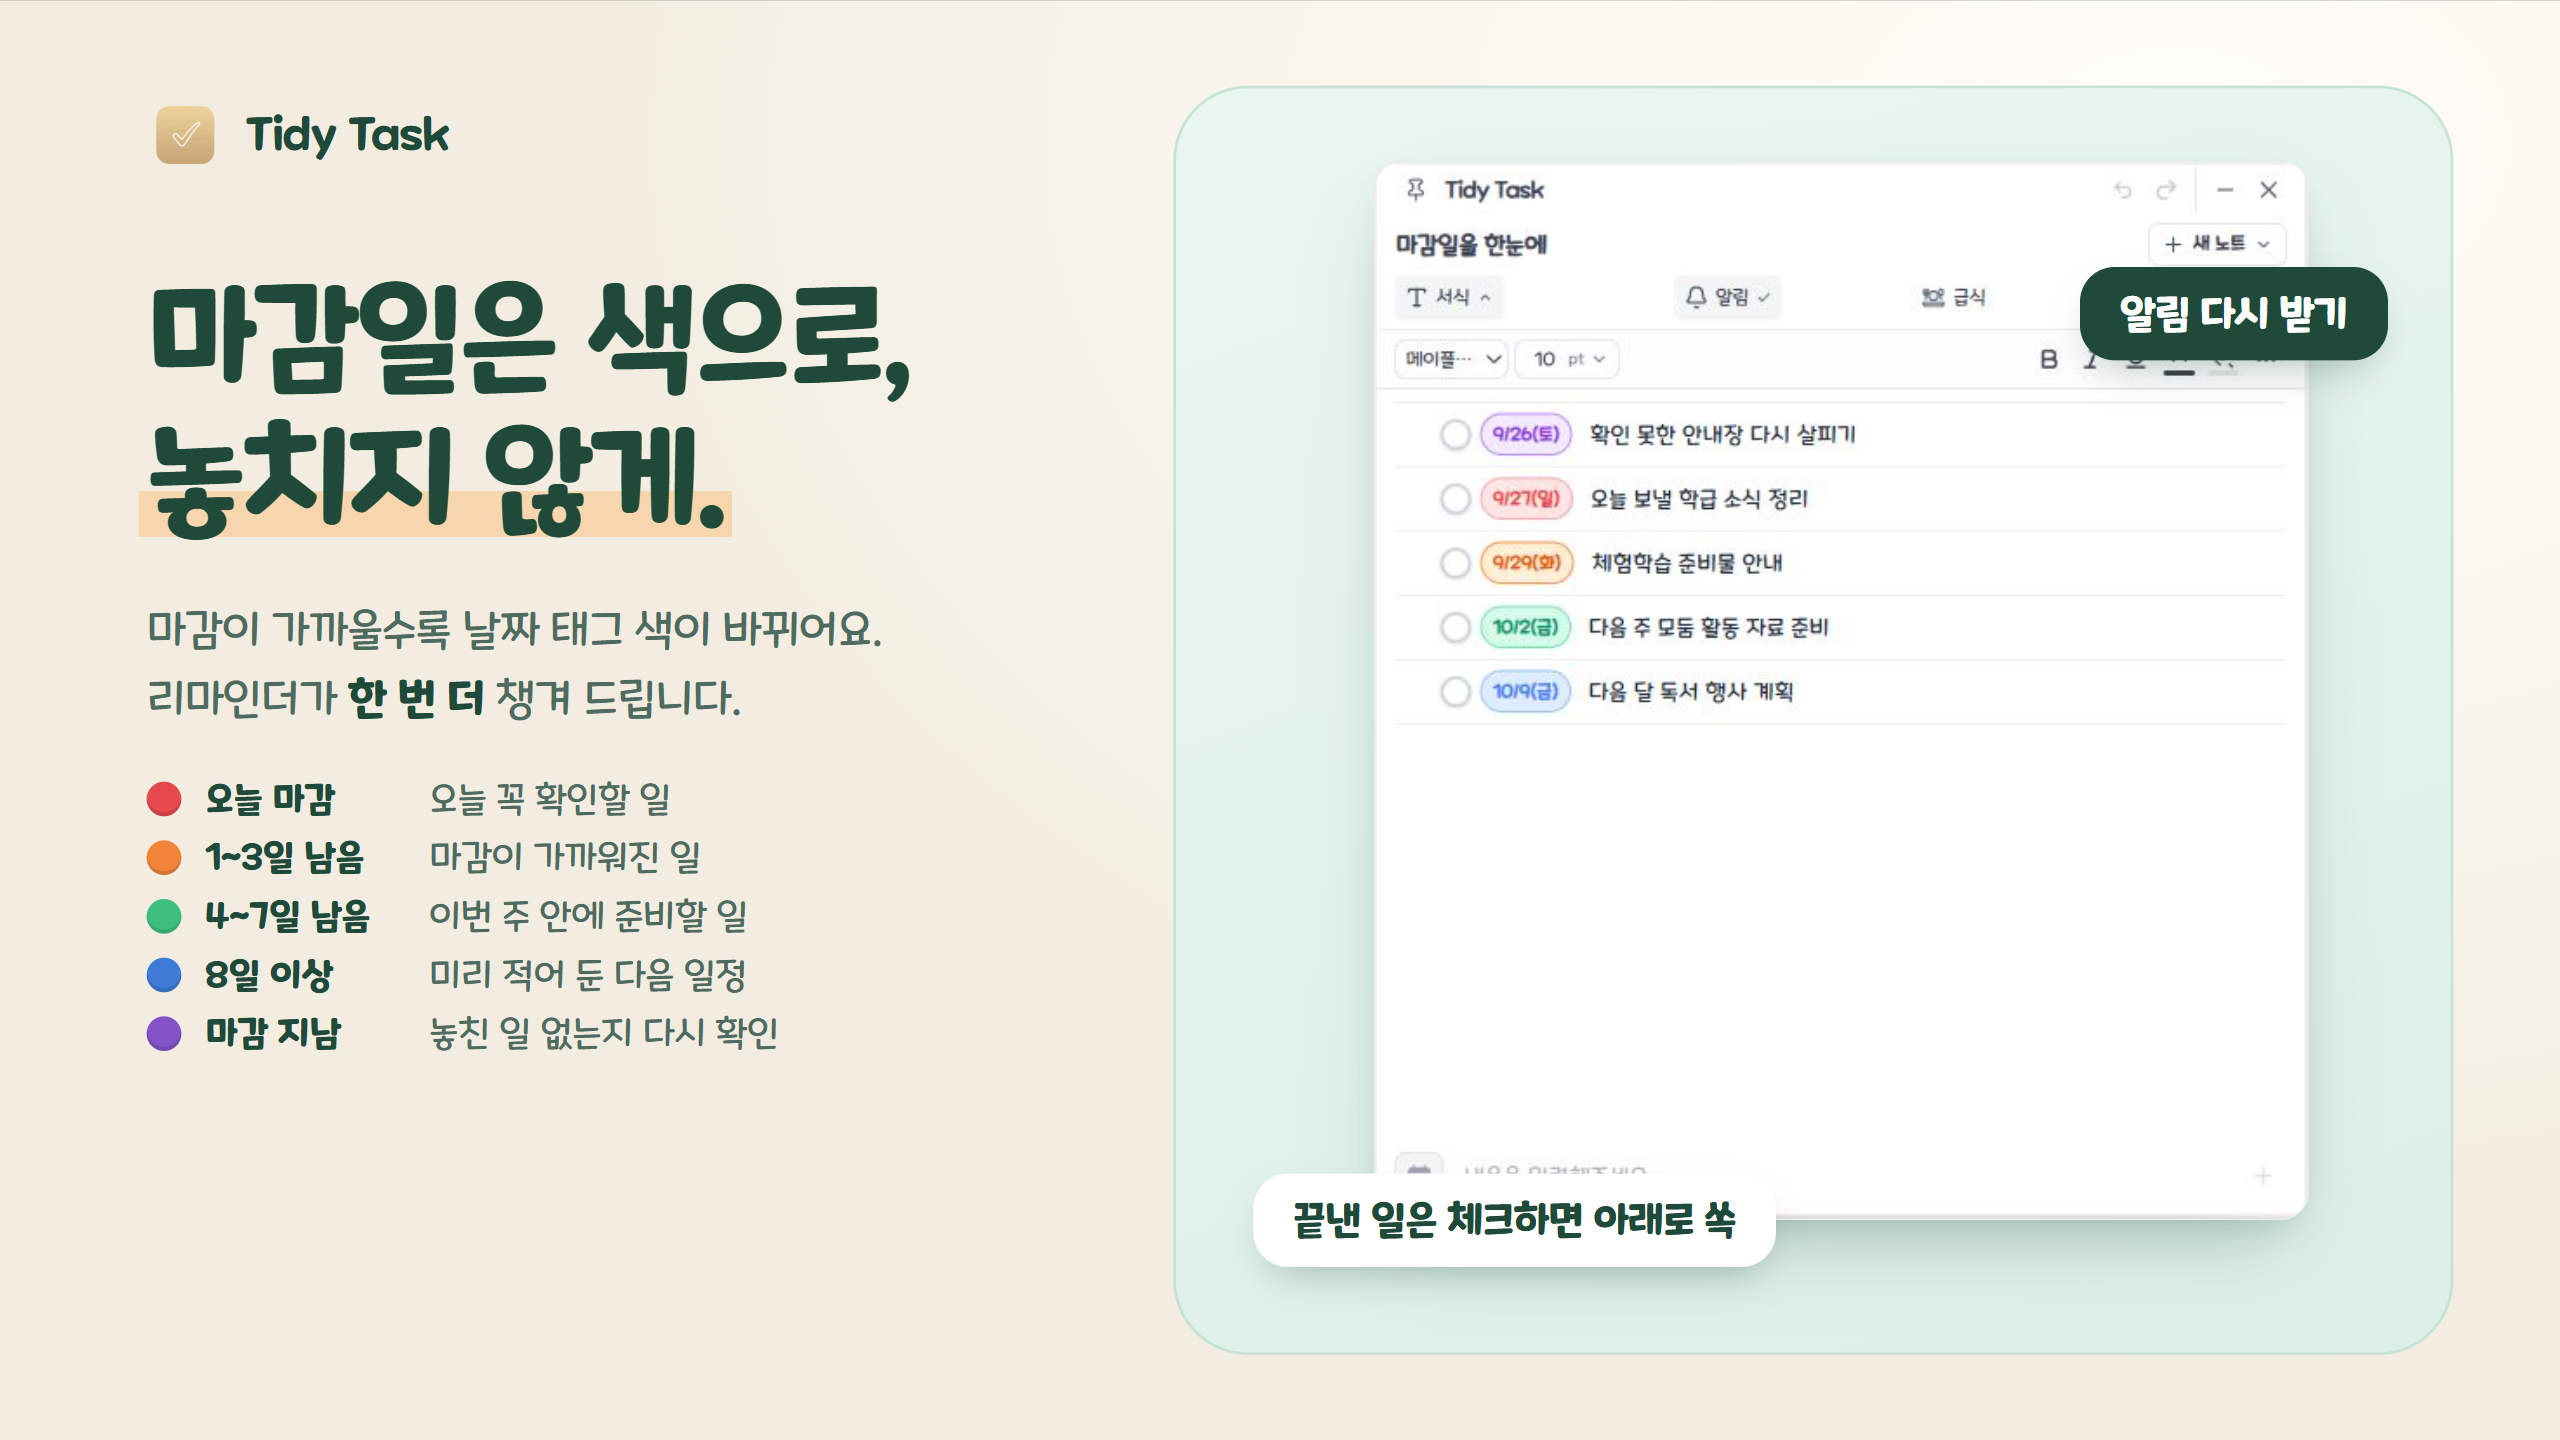 Tidy Task
마감일은 색으로,
놓치지 않게.
마감이 가까울수록 날짜 태그 색이 바뀌어요.
리마인더가 한 번 더 챙겨 드립니다.
오늘 마감 오늘 꼭 확인할 일
1~3일 남음 마감이 가까워진 일
4~7일 남음 이번 주 안에 준비할 일
8일 이상 미리 적어 둔 다음 일정
마감 지남 놓친 일 없는지 다시 확인
Tidy Task
마감일을 한눈에
새 노트
서식 알림 급식
알림 다시 받기
메이플... 10 pt B I
9/26(토) 확인 못한 안내장 다시 살피기
9/27(일) 오늘 보낼 학급 소식 정리
9/29(화) 체험학습 준비물 안내
10/2(금) 다음 주 모둠 활동 자료 준비
10/9(금) 다음 달 독서 행사 계획
끝낸 일은 체크하면 아래로 쏙